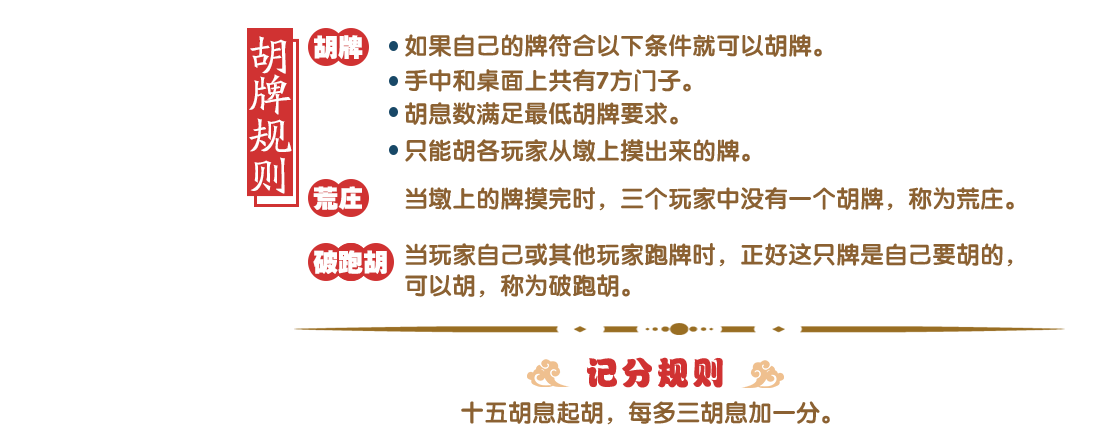 胡牌规则
胡牌
• 如果自己的牌符合以下条件就可以胡牌。
• 手中和桌面上共有7方门子。
• 胡息数满足最低胡牌要求。
• 只能胡各玩家从墩上摸出来的牌。
荒庄
当墩上的牌摸完时，三个玩家中没有一个胡牌，称为荒庄。
破跑胡
当玩家自己或其他玩家跑牌时，正好这只牌是自己要胡的，
可以胡，称为破跑胡。
记分规则
十五胡息起胡，每多三胡息加一分。